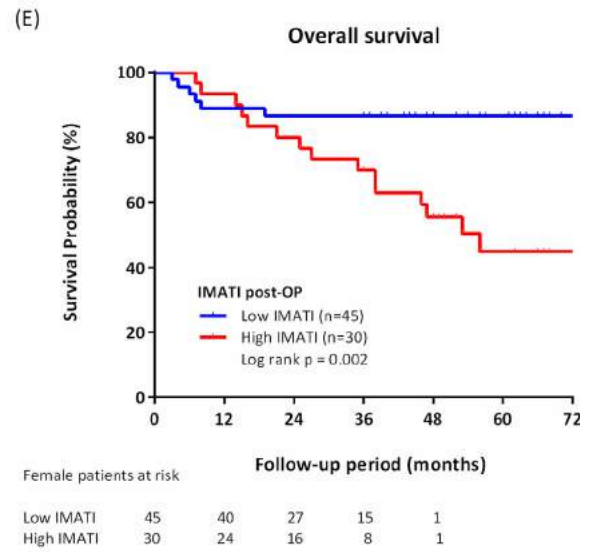 (E)
Overall survival
Survival Probability (%)
100
80
60
40
20
0
IMATI post-OP
Low IMATI (n=45)
High IMATI (n=30)
Log rank p = 0.002
0 12 24 36 48 60 72
Follow-up period (months)
Female patients at risk
Low IMATI 45 40 27 15 1
High IMATI 30 24 16 8 1